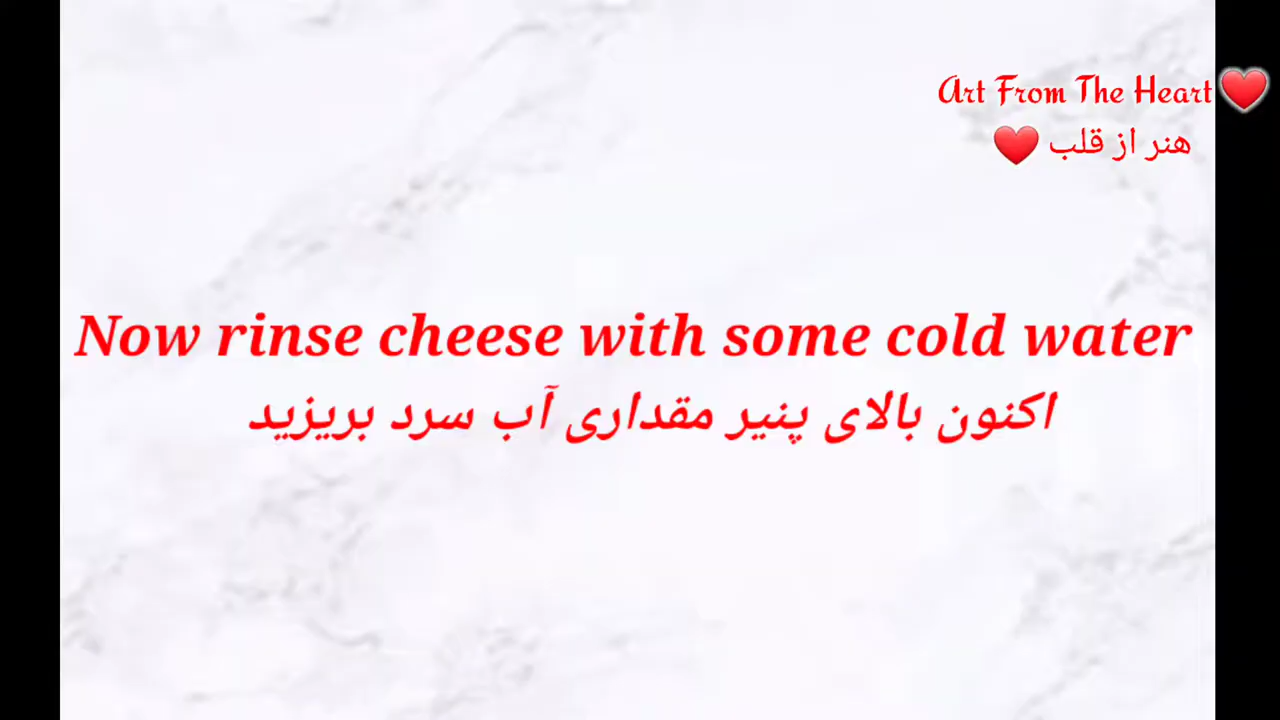 Art From The Heart❤️
هنر از قلب ❤️
Now rinse cheese with some cold water
اکنون بالای پنیر مقداری آب سرد بریزید